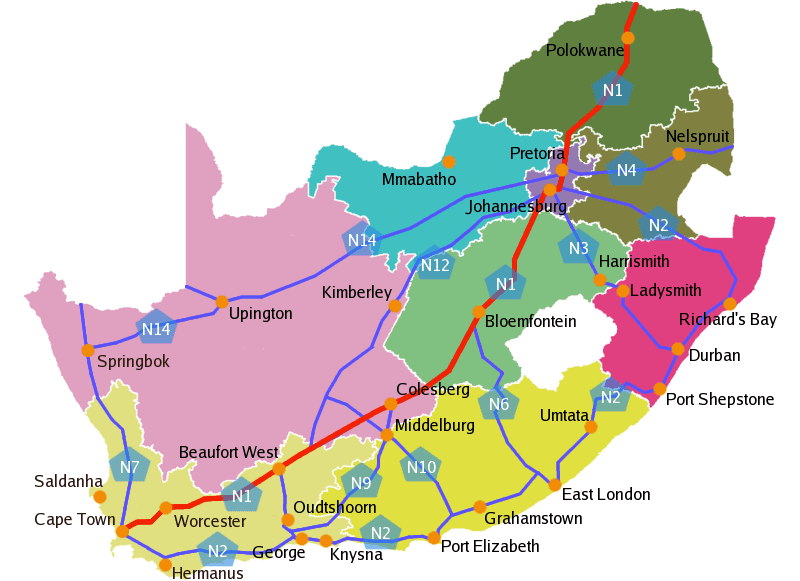 Polokwane
N1
Nelspruit
Pretoria
N4
Mmabatho
Johannesburg
N2
N14
N3
N12
Harrismith
N1
Ladysmith
Kimberley
Upington
Bloemfontein
Richard's Bay
N14
Springbok
Durban
Colesberg
N2
Port Shepstone
N6
Umtata
Middelburg
Beaufort West
N7
N10
Saldanha
N9
N1
East London
Oudtshoorn
Cape Town
Worcester
Grahamstown
N2
N2
George
Knysna
Port Elizabeth
Hermanus